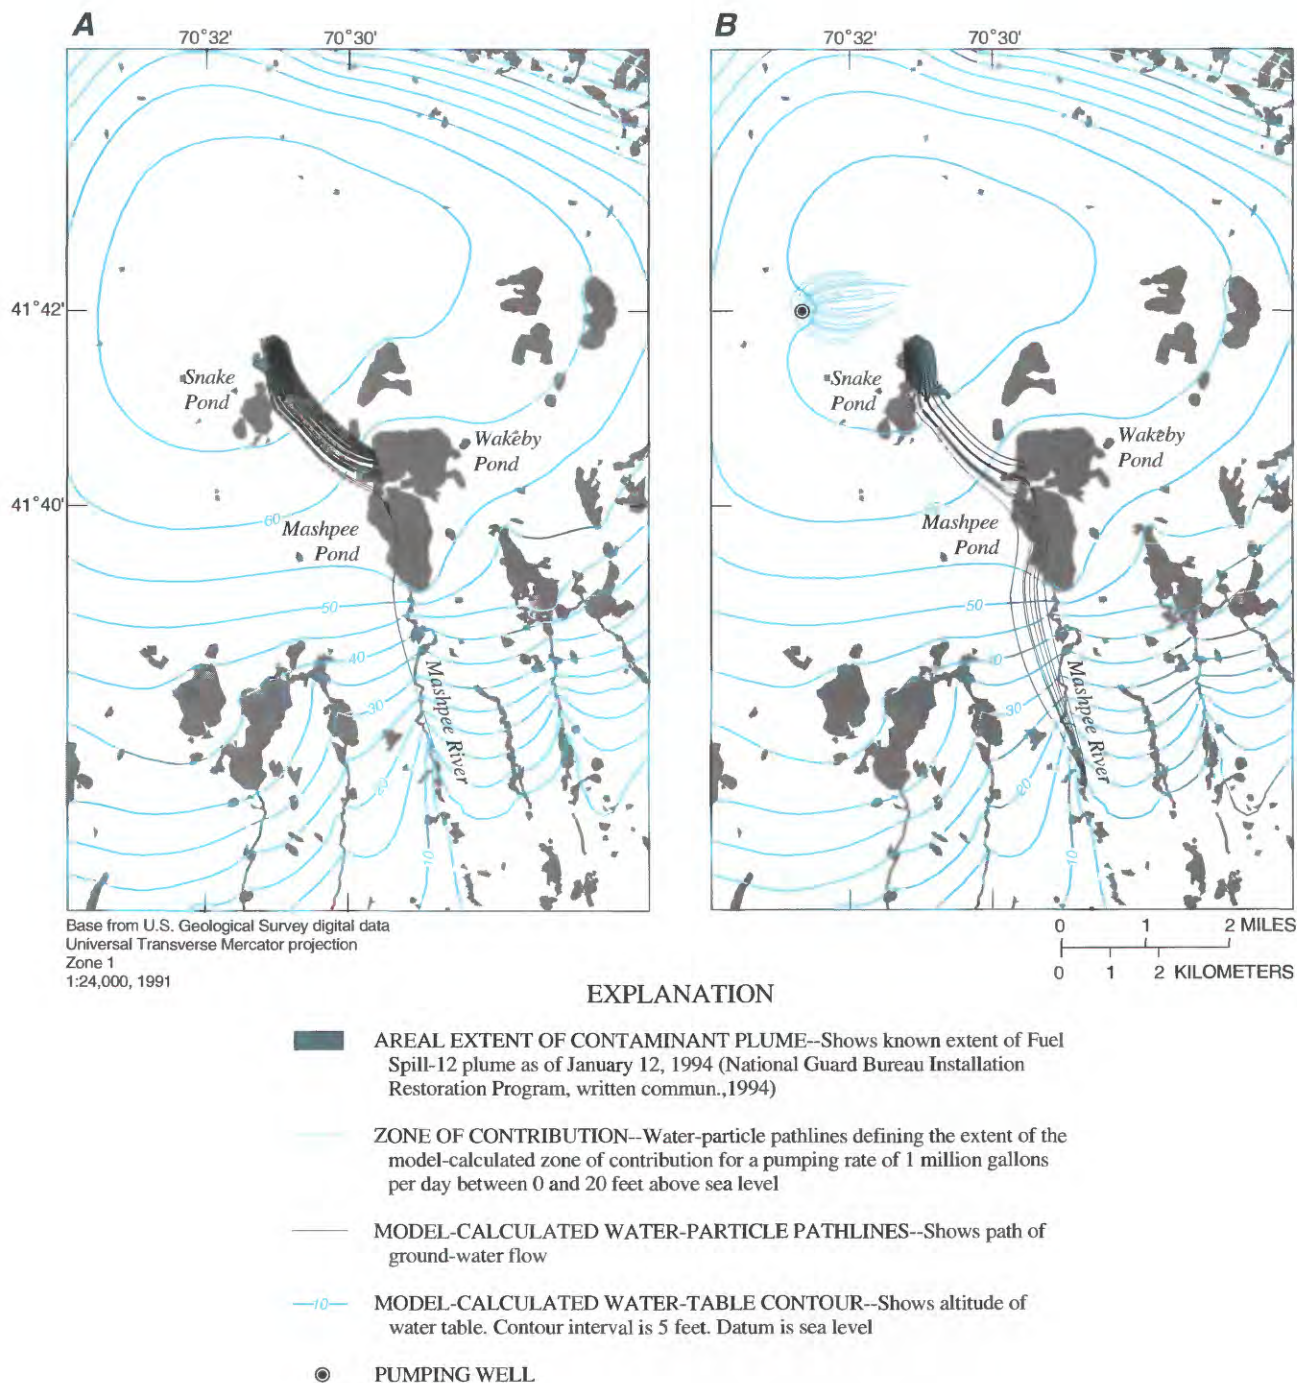 A
B
70°32'
70°30'
70°32'
70°30'
41°42'
41°40'
Snake
Pond
Wakeby
Pond
Mashpee
Pond
60
50
40
30
20
10
Mashpee River
Snake
Pond
Wakeby
Pond
Mashpee
Pond
50
30
20
10
Mashpee River
Base from U.S. Geological Survey digital data
Universal Transverse Mercator projection
Zone 1
1:24,000, 1991
0 1 2 MILES
0 1 2 KILOMETERS
EXPLANATION
AREAL EXTENT OF CONTAMINANT PLUME--Shows known extent of Fuel
Spill-12 plume as of January 12, 1994 (National Guard Bureau Installation
Restoration Program, written commun.,1994)
ZONE OF CONTRIBUTION--Water-particle pathlines defining the extent of the
model-calculated zone of contribution for a pumping rate of 1 million gallons
per day between 0 and 20 feet above sea level
MODEL-CALCULATED WATER-PARTICLE PATHLINES--Shows path of
ground-water flow
10
MODEL-CALCULATED WATER-TABLE CONTOUR--Shows altitude of
water table. Contour interval is 5 feet. Datum is sea level
PUMPING WELL